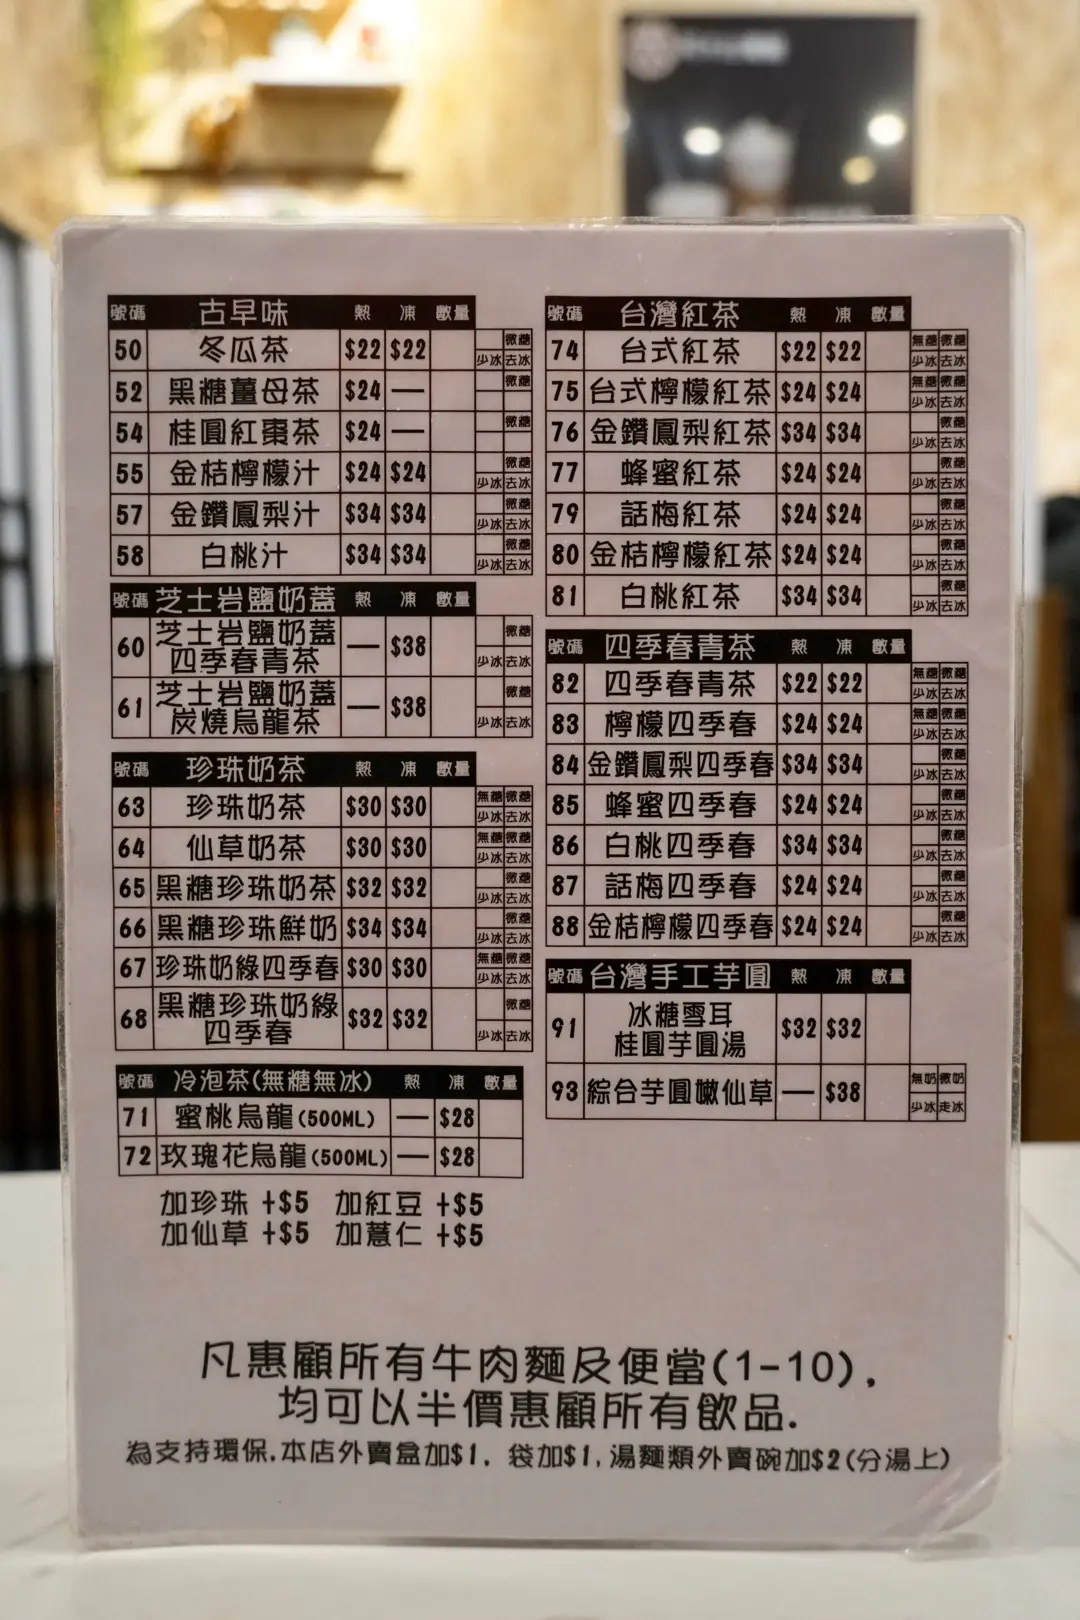 號碼 古早味 熱 凍 數量
50 冬瓜茶 $22 $22 微糖 少冰 去冰
52 黑糖薑母茶 $24 — 微糖
54 桂圓紅棗茶 $24 — 微糖
55 金桔檸檬汁 $24 $24 微糖 少冰 去冰
57 金鑽鳳梨汁 $34 $34 微糖 少冰 去冰
58 白桃汁 $34 $34 微糖 少冰 去冰
號碼 芝士岩鹽奶蓋 熱 凍 數量
60 芝士岩鹽奶蓋
四季春青茶 — $38 微糖 少冰 去冰
61 芝士岩鹽奶蓋
炭燒烏龍茶 — $38 微糖 少冰 去冰
號碼 珍珠奶茶 熱 凍 數量
63 珍珠奶茶 $30 $30 無糖 微糖 少冰 去冰
64 仙草奶茶 $30 $30 無糖 微糖 少冰 去冰
65 黑糖珍珠奶茶 $32 $32 微糖 少冰 去冰
66 黑糖珍珠鮮奶 $34 $34 微糖 少冰 去冰
67 珍珠奶綠四季春 $30 $30 無糖 微糖 少冰 去冰
68 黑糖珍珠奶綠
四季春 $32 $32 微糖 少冰 去冰
號碼 冷泡茶(無糖無冰) 熱 凍 數量
71 蜜桃烏龍(500ML) — $28
72 玫瑰花烏龍(500ML) — $28
加珍珠 +$5 加紅豆 +$5
加仙草 +$5 加薏仁 +$5
號碼 台灣紅茶 熱 凍 數量
74 台式紅茶 $22 $22 無糖 微糖 少冰 去冰
75 台式檸檬紅茶 $24 $24 無糖 微糖 少冰 去冰
76 金鑽鳳梨紅茶 $34 $34 微糖 少冰 去冰
77 蜂蜜紅茶 $24 $24 微糖 少冰 去冰
79 話梅紅茶 $24 $24 微糖 少冰 去冰
80 金桔檸檬紅茶 $24 $24 微糖 少冰 去冰
81 白桃紅茶 $34 $34 微糖 少冰 去冰
號碼 四季春青茶 熱 凍 數量
82 四季春青茶 $22 $22 無糖 微糖 少冰 去冰
83 檸檬四季春 $24 $24 無糖 微糖 少冰 去冰
84 金鑽鳳梨四季春 $34 $34 微糖 少冰 去冰
85 蜂蜜四季春 $24 $24 微糖 少冰 去冰
86 白桃四季春 $34 $34 微糖 少冰 去冰
87 話梅四季春 $24 $24 微糖 少冰 去冰
88 金桔檸檬四季春 $24 $24 微糖 少冰 去冰
號碼 台灣手工芋圓 熱 凍 數量
91 冰糖雪耳
桂圓芋圓湯 $32 $32
93 綜合芋圓嫩仙草 — $38 無奶 微奶 少冰 走冰
凡惠顧所有牛肉麵及便當(1-10),
均可以半價惠顧所有飲品.
為支持環保.本店外賣盒加$1, 袋加$1,湯麵類外賣碗加$2(分湯上)